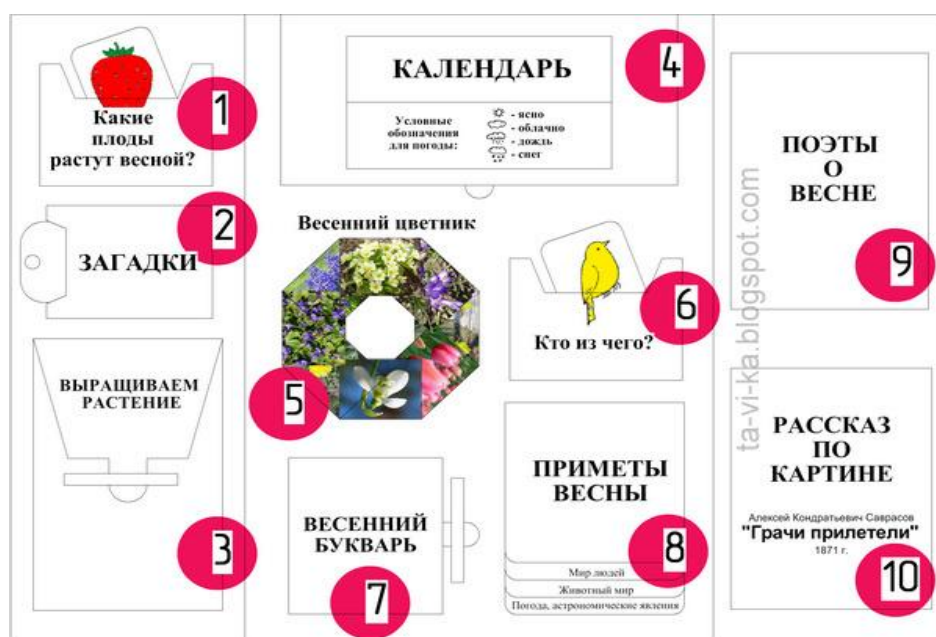 Какие
плоды
растут весной?
1
2
ЗАГАДКИ
ВЫРАЩИВАЕМ
РАСТЕНИЕ
3
КАЛЕНДАРЬ
4
Условные
обозначения
для погоды:
- ясно
- облачно
- дождь
- снег
Весенний цветник
5
Кто из чего?
6
ВЕСЕННИЙ
БУКВАРЬ
7
ПРИМЕТЫ
ВЕСНЫ
8
Мир людей
Животный мир
Погода, астрономические явления
ta-vi-ka.blogspot.com
ПОЭТЫ
О
ВЕСНЕ
9
РАССКАЗ
ПО
КАРТИНЕ
Алексей Кондратьевич Саврасов
"Грачи прилетели"
1871 г.
10